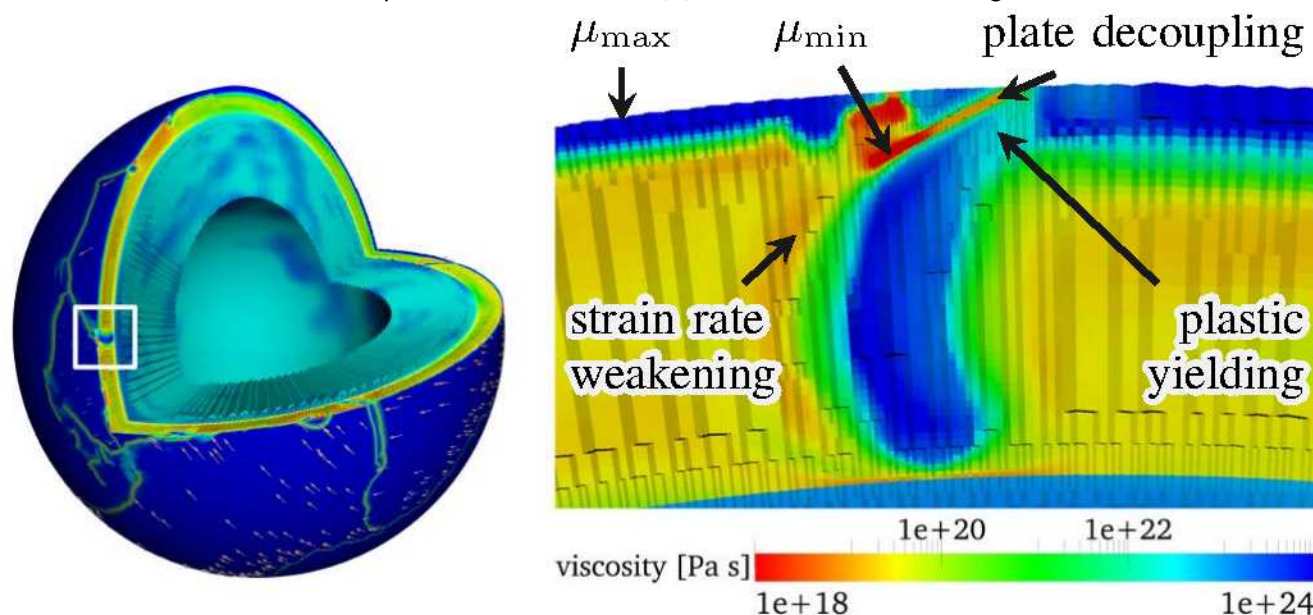 μmax
μmin
plate decoupling
strain rate
weakening
plastic
yielding
1e+20
1e+22
viscosity [Pa s]
1e+18
1e+24